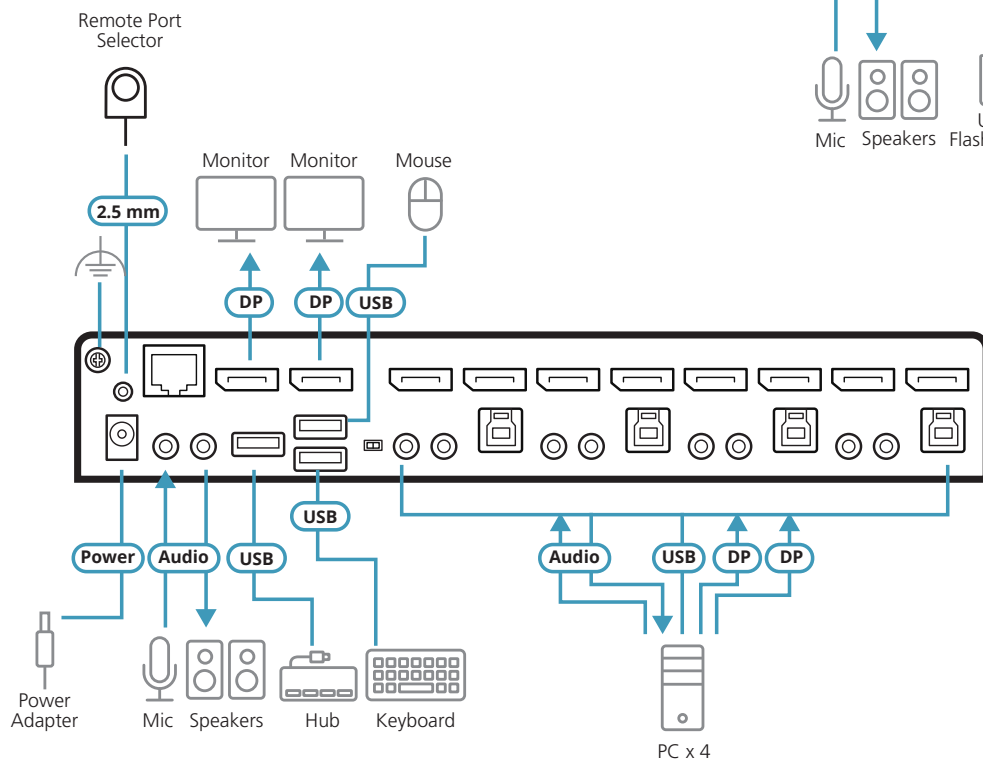 Remote Port
Selector
Mic
Speakers
Flash
Monitor
Monitor
Mouse
2.5 mm
DP
DP
USB
USB
Power
Audio
USB
Audio
USB
DP
DP
Power
Adapter
Mic
Speakers
Hub
Keyboard
PC x 4